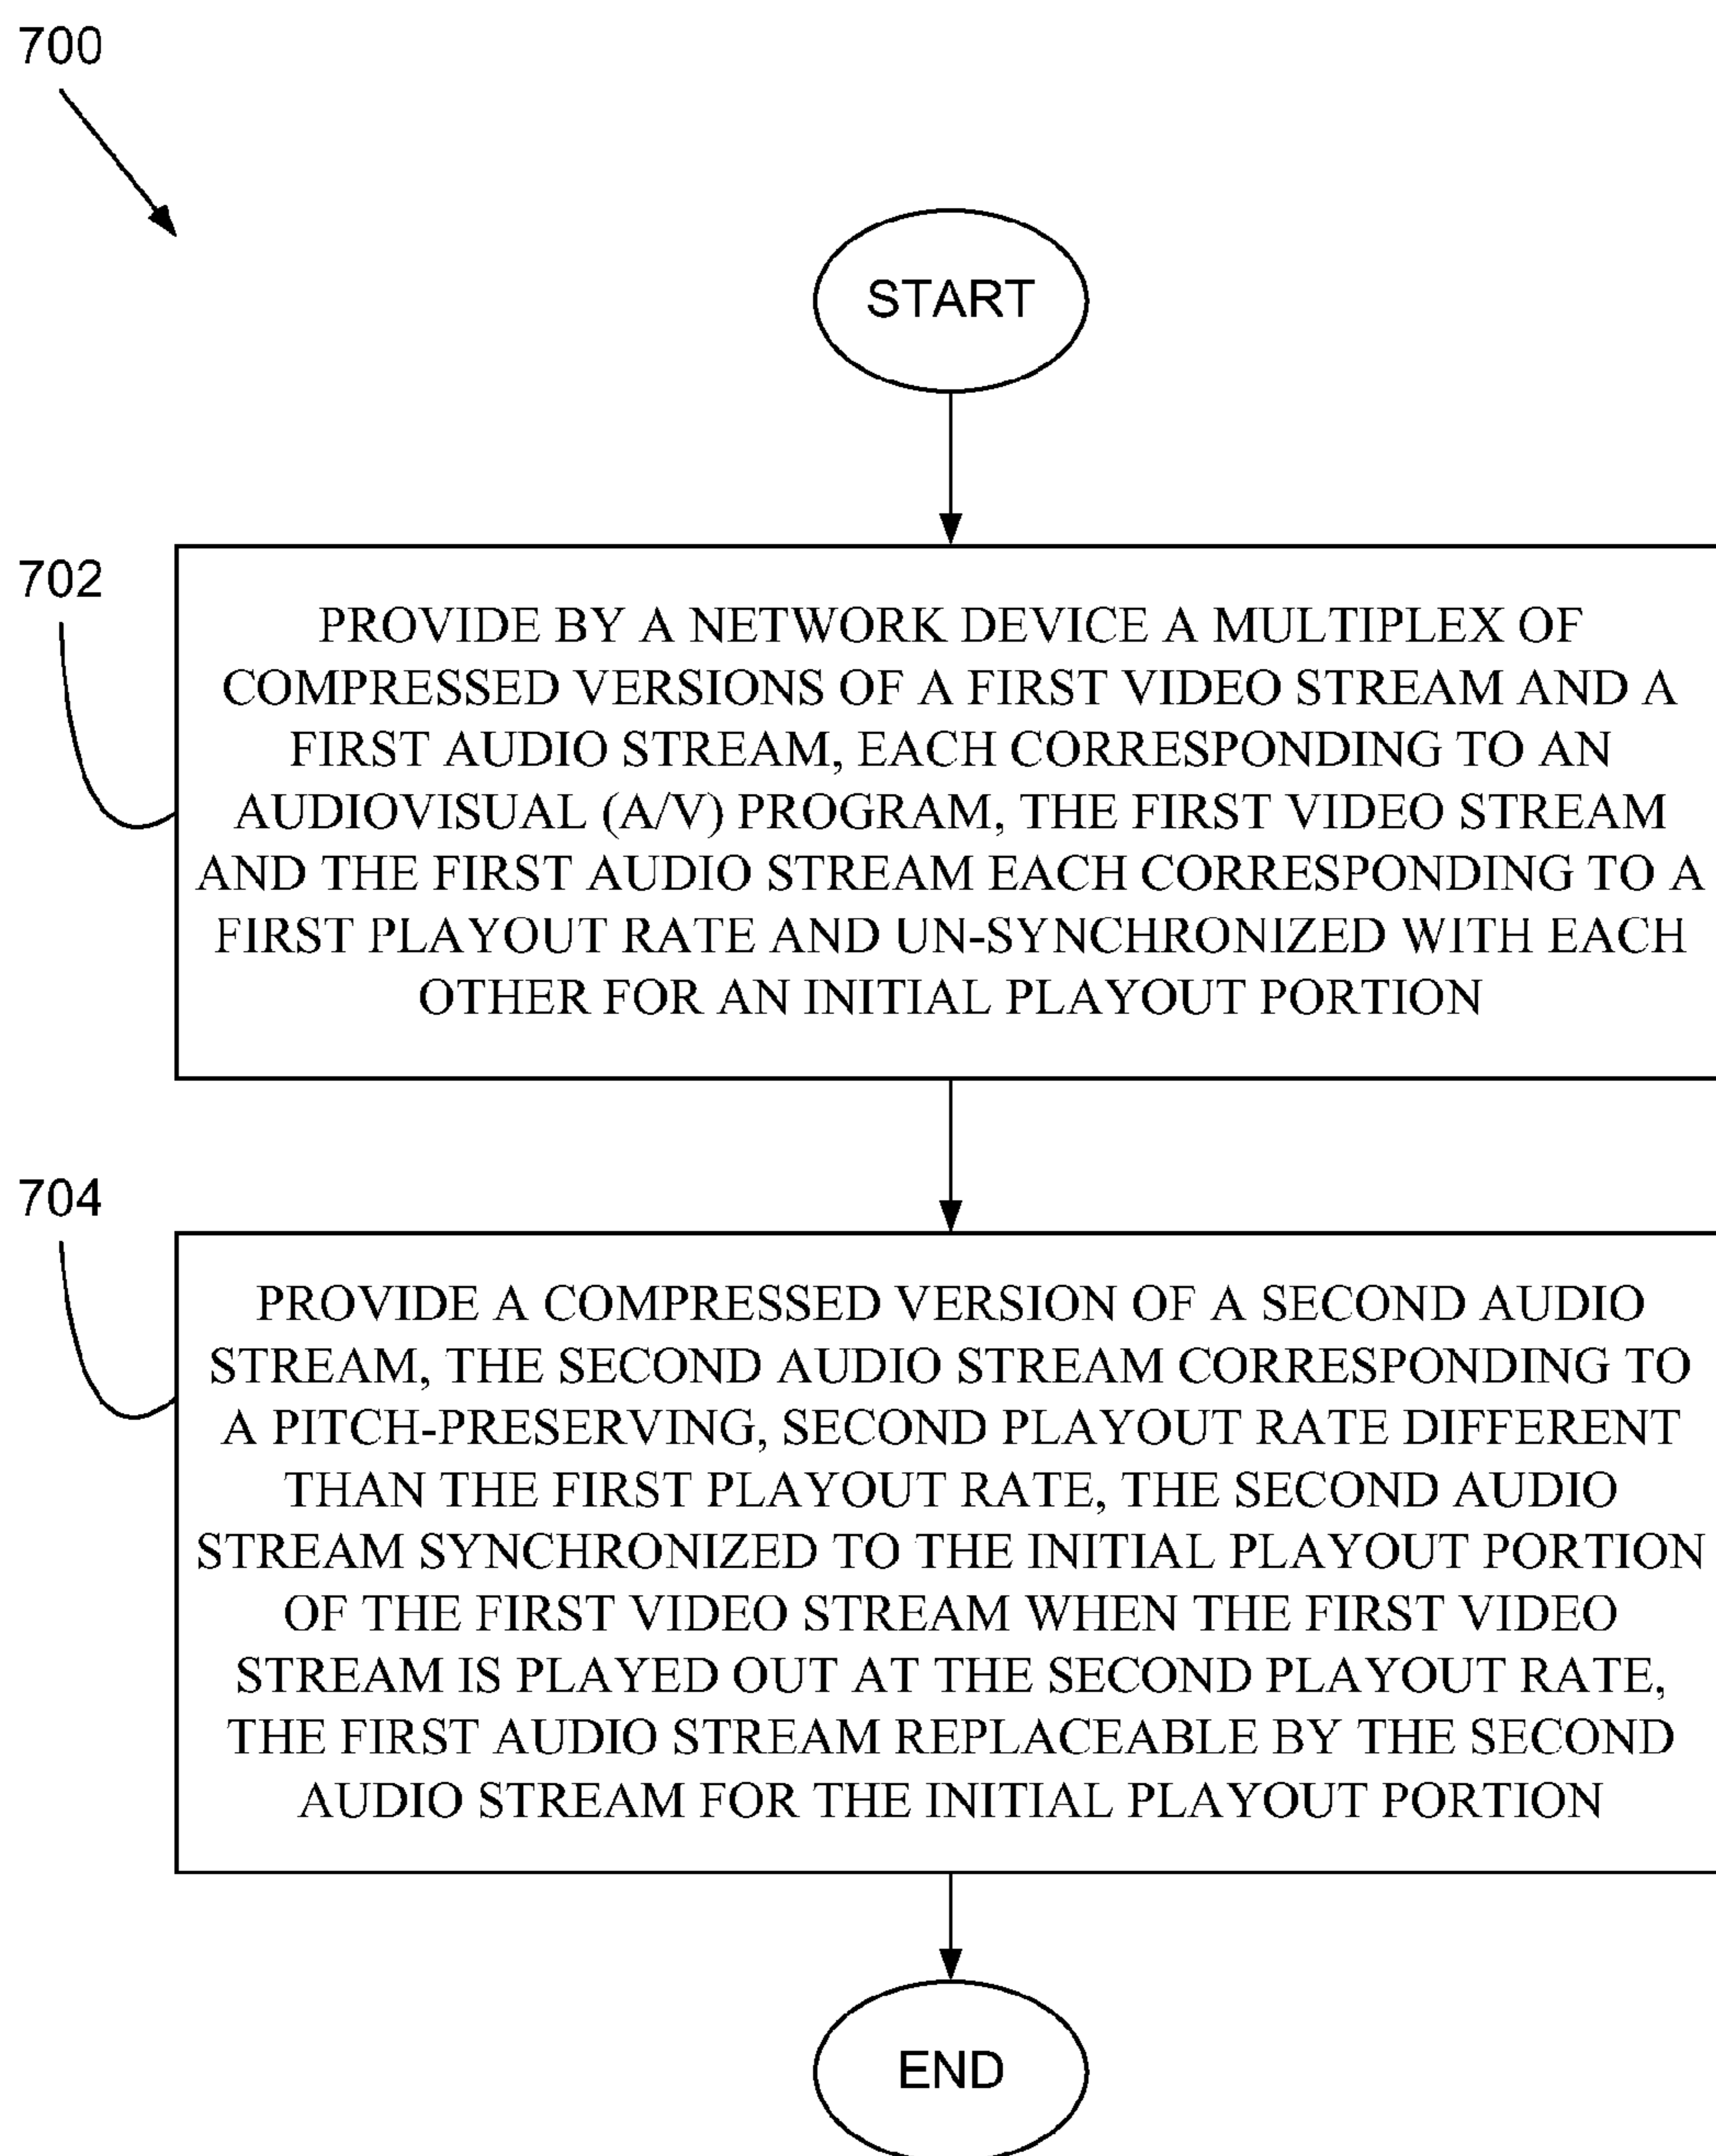 700
START
702
PROVIDE BY A NETWORK DEVICE A MULTIPLEX OF
COMPRESSED VERSIONS OF A FIRST VIDEO STREAM AND A
FIRST AUDIO STREAM, EACH CORRESPONDING TO AN
AUDIOVISUAL (A/V) PROGRAM, THE FIRST VIDEO STREAM
AND THE FIRST AUDIO STREAM EACH CORRESPONDING TO A
FIRST PLAYOUT RATE AND UN-SYNCHRONIZED WITH EACH
OTHER FOR AN INITIAL PLAYOUT PORTION
704
PROVIDE A COMPRESSED VERSION OF A SECOND AUDIO
STREAM, THE SECOND AUDIO STREAM CORRESPONDING TO
A PITCH-PRESERVING, SECOND PLAYOUT RATE DIFFERENT
THAN THE FIRST PLAYOUT RATE, THE SECOND AUDIO
STREAM SYNCHRONIZED TO THE INITIAL PLAYOUT PORTION
OF THE FIRST VIDEO STREAM WHEN THE FIRST VIDEO
STREAM IS PLAYED OUT AT THE SECOND PLAYOUT RATE,
THE FIRST AUDIO STREAM REPLACEABLE BY THE SECOND
AUDIO STREAM FOR THE INITIAL PLAYOUT PORTION
END